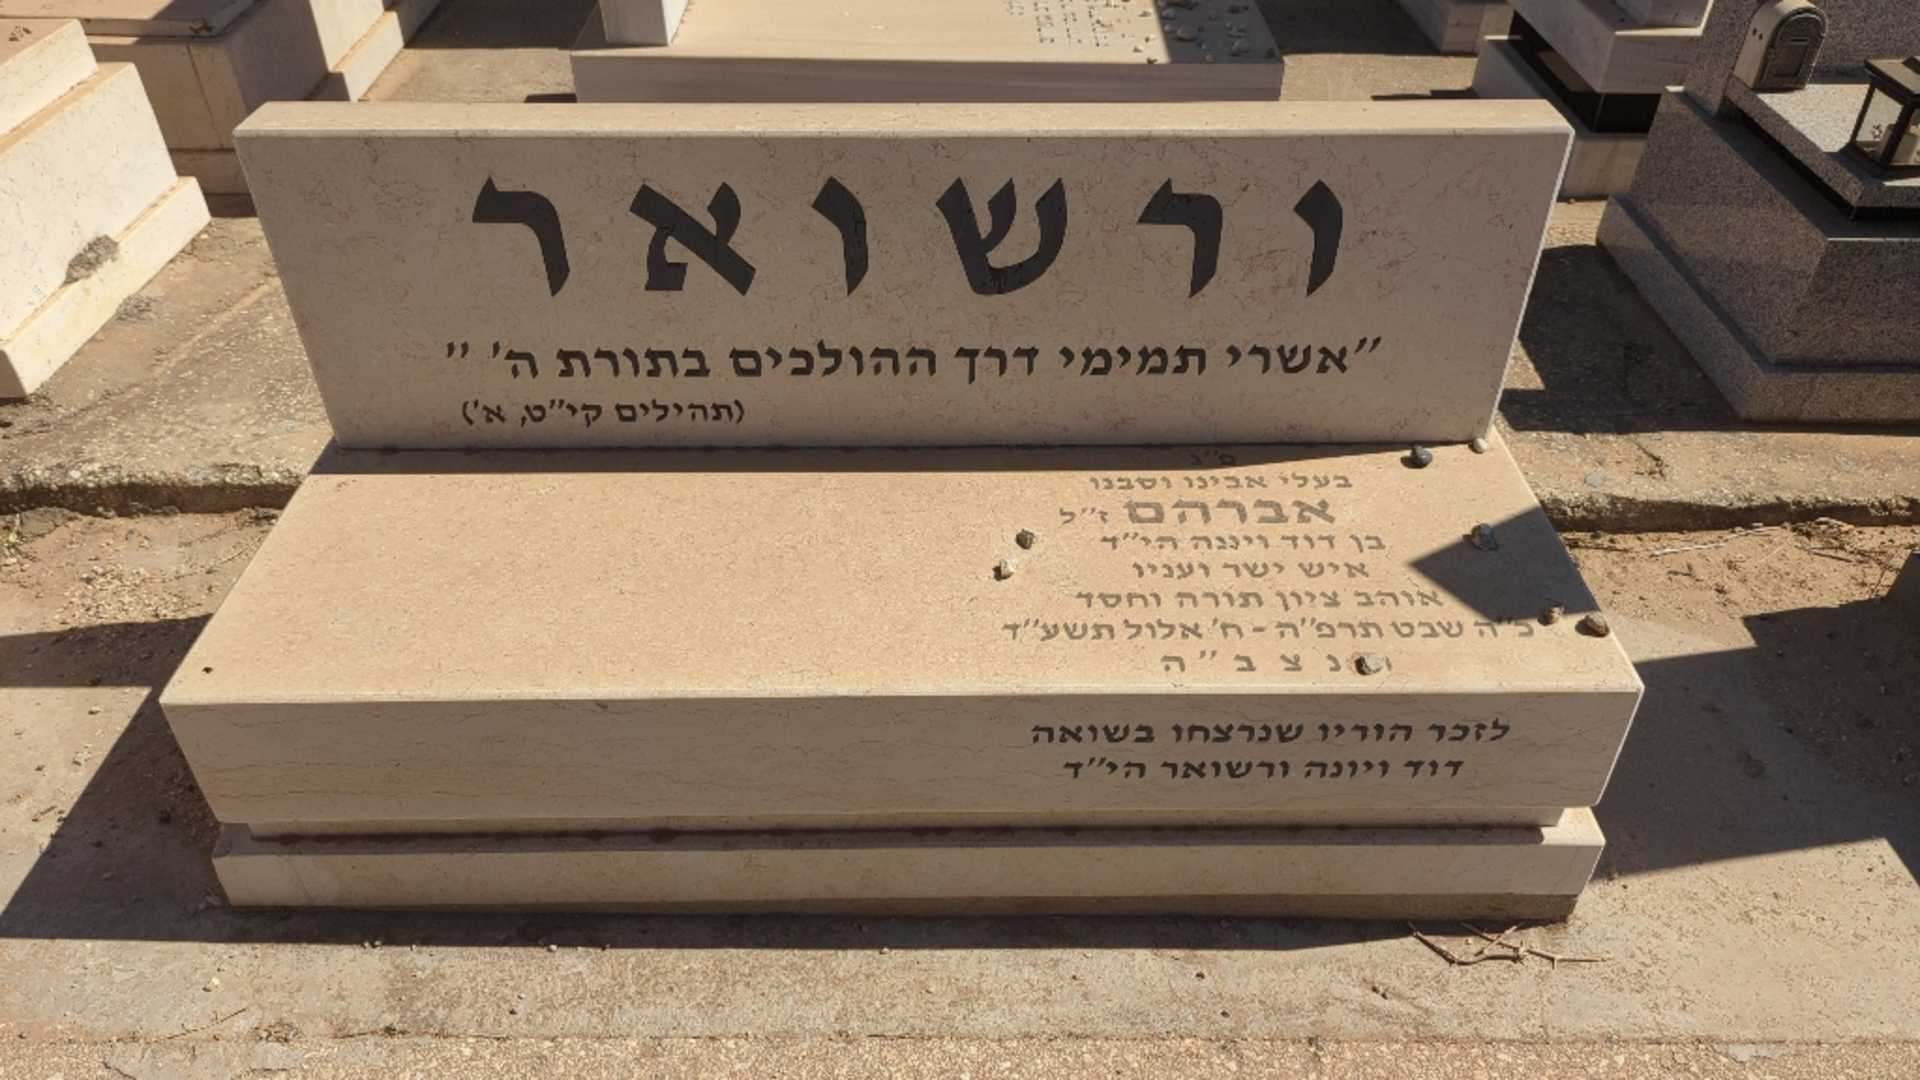 ורשואר
"אשרי תמימי דרך ההולכים בתורת ה' "
(תהילים קי"ט, א')
פ"נ
בעלי אבינו וסבנו
אברהם ז"ל
בן דוד ויונה הי"ד
איש ישר ועניו
אוהב ציון תורה וחסד
כ"ה שבט תרפ"ה - ח' אלול תשע"ד
נ צ ב " ה
לזכר הוריו שנרצחו בשואה
דוד ויונה ורשואר הי"ד